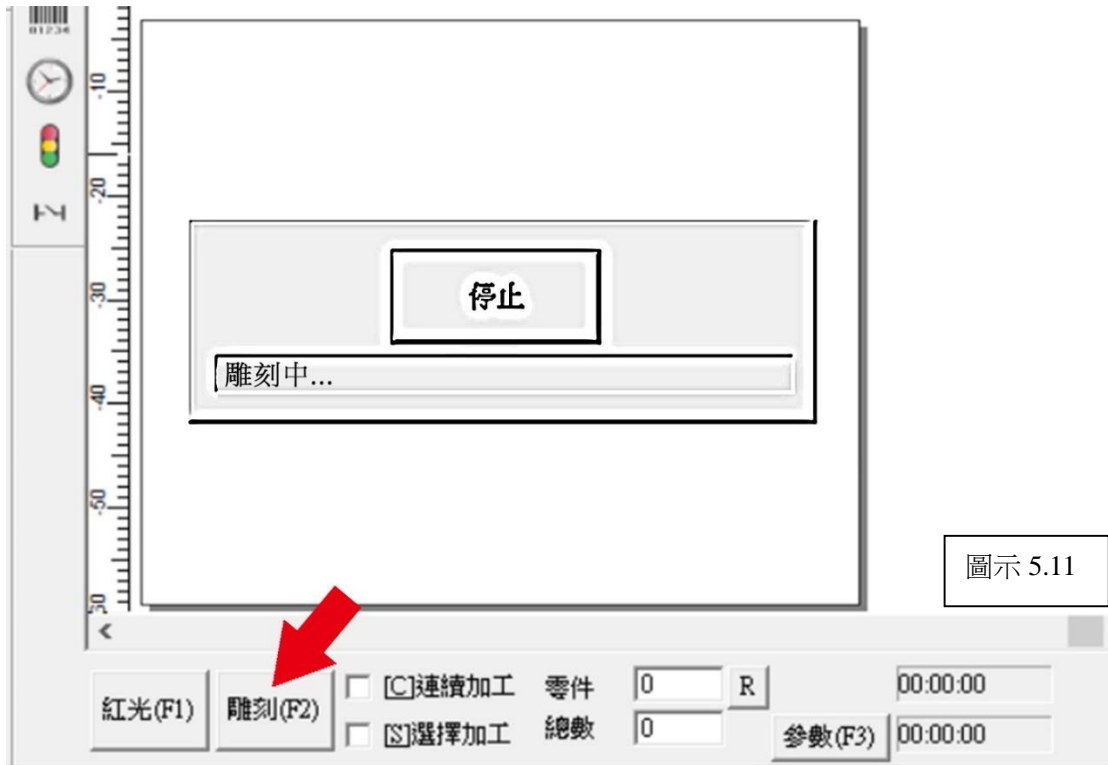 01234
-10
-20
-30
-40
-50
停止
雕刻中...
圖示 5.11
紅光(F1)
雕刻(F2)
[C]連續加工 零件 0 R 00:00:00
[S]選擇加工 總數 0 參數(F3) 00:00:00